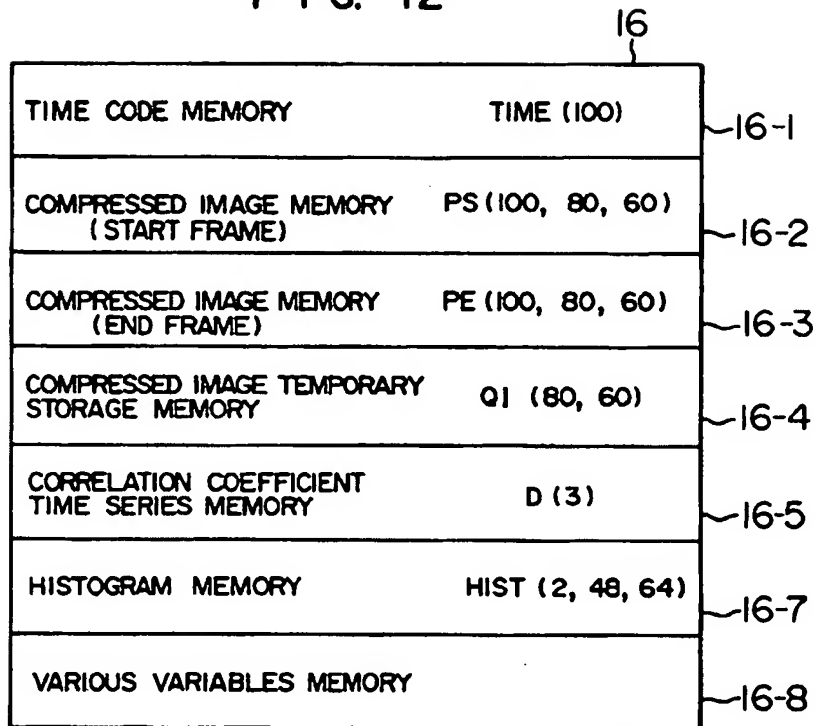 FIG. 12
16
TIME CODE MEMORY TIME (100)
16-1
COMPRESSED IMAGE MEMORY PS (100, 80, 60)
(START FRAME)
16-2
COMPRESSED IMAGE MEMORY PE (100, 80, 60)
(END FRAME)
16-3
COMPRESSED IMAGE TEMPORARY
STORAGE MEMORY Q1 (80, 60)
16-4
CORRELATION COEFFICIENT
TIME SERIES MEMORY D (3)
16-5
HISTOGRAM MEMORY HIST (2, 48, 64)
16-7
VARIOUS VARIABLES MEMORY
16-8